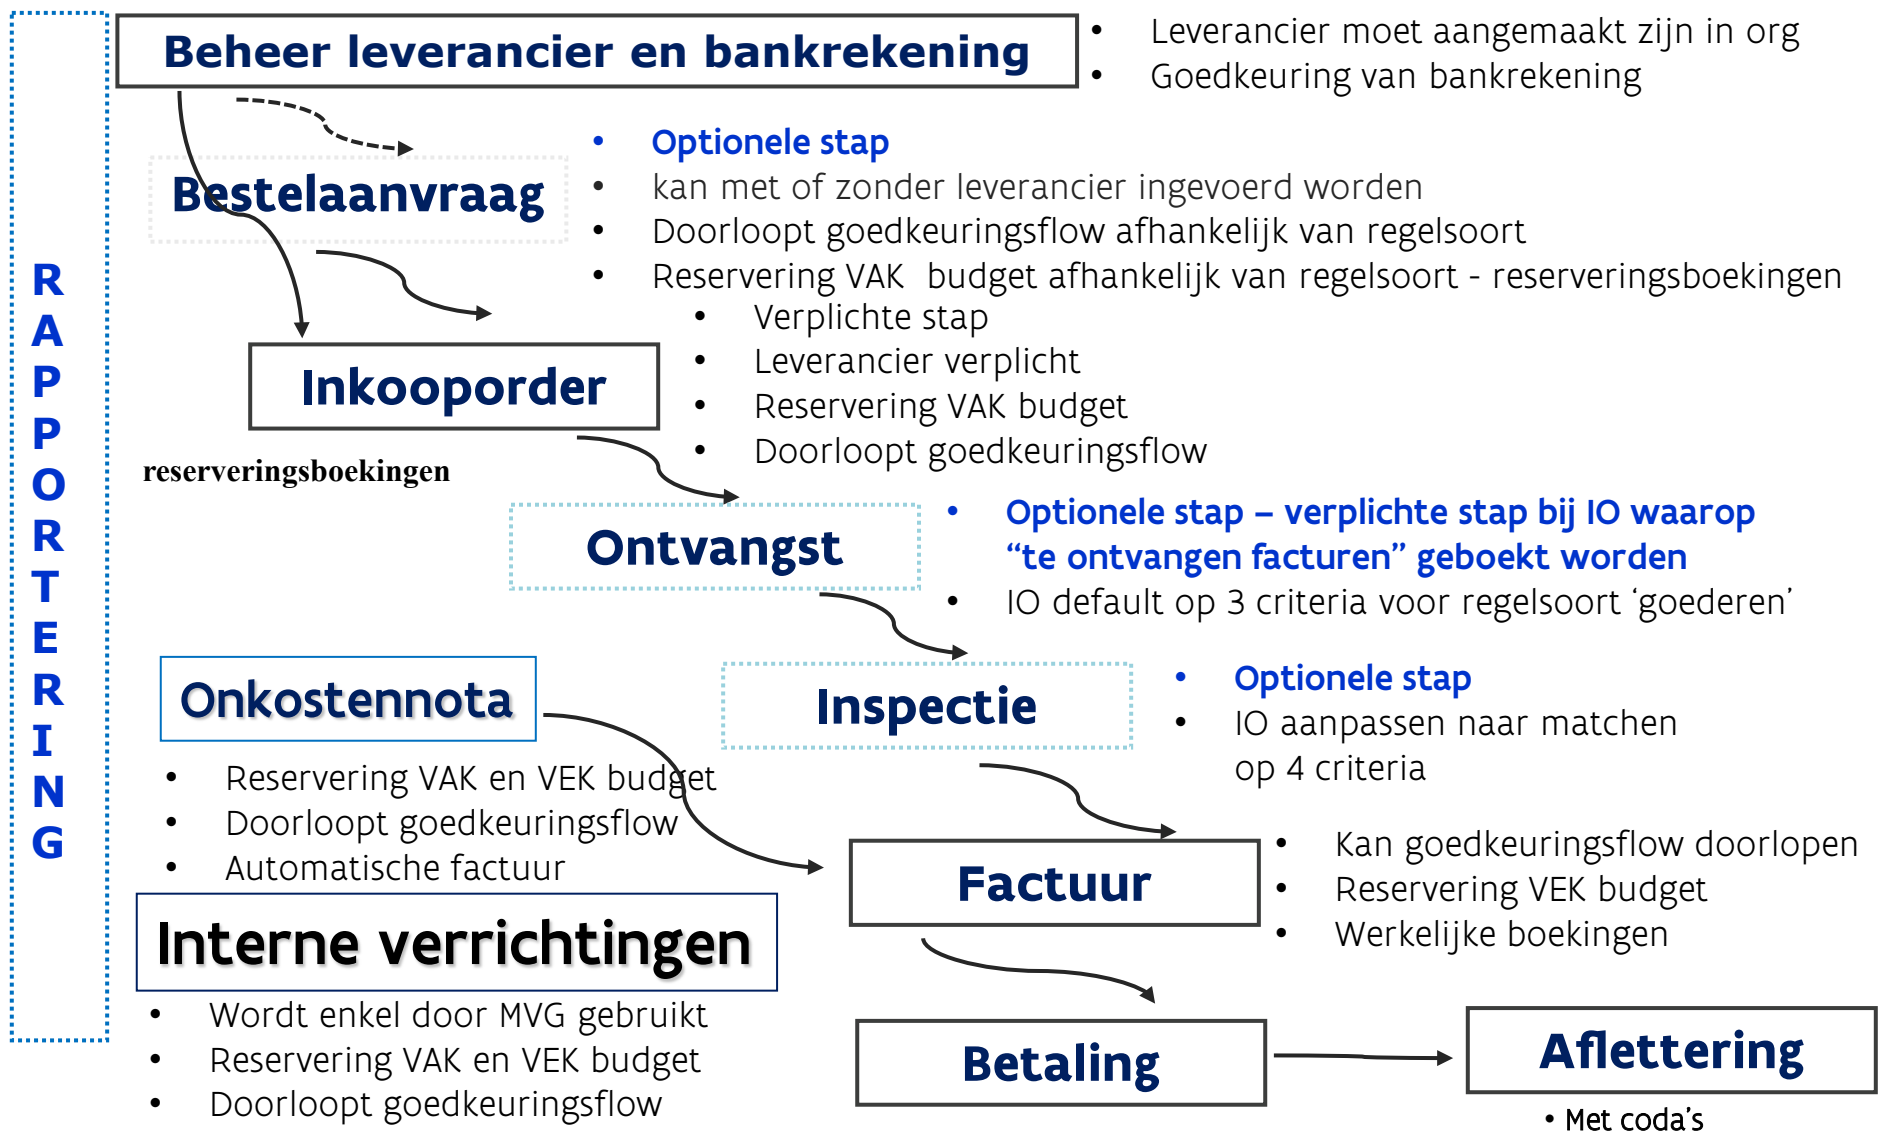 RAPPORTERING
Beheer leverancier en bankrekening
• Leverancier moet aangemaakt zijn in org
• Goedkeuring van bankrekening
Bestelaanvraag
• Optionele stap
• kan met of zonder leverancier ingevoerd worden
• Doorloopt goedkeuringsflow afhankelijk van regelsoort
• Reservering VAK budget afhankelijk van regelsoort - reserveringsboekingen
Inkooporder
• Verplichte stap
• Leverancier verplicht
• Reservering VAK budget
• Doorloopt goedkeuringsflow
reserveringsboekingen
Ontvangst
• Optionele stap – verplichte stap bij IO waarop
“te ontvangen facturen” geboekt worden
• IO default op 3 criteria voor regelsoort ‘goederen’
Inspectie
• Optionele stap
• IO aanpassen naar matchen
op 4 criteria
Onkostennota
• Reservering VAK en VEK budget
• Doorloopt goedkeuringsflow
• Automatische factuur
Factuur
• Kan goedkeuringsflow doorlopen
• Reservering VEK budget
• Werkelijke boekingen
Interne verrichtingen
• Wordt enkel door MVG gebruikt
• Reservering VAK en VEK budget
• Doorloopt goedkeuringsflow
Betaling
Aflettering
• Met coda’s